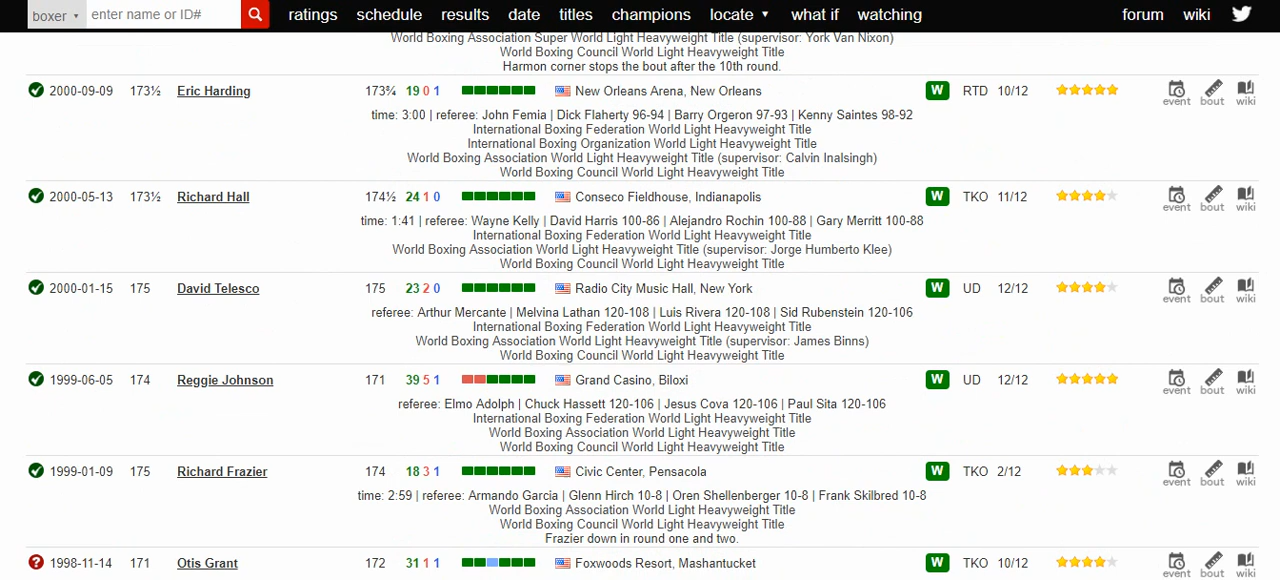 boxer enter name or ID# ratings schedule results date titles champions locate what if watching forum wiki
World Boxing Association Super World Light Heavyweight Title (supervisor: York Van Nixon)
World Boxing Council World Light Heavyweight Title
Harmon corner stops the bout after the 10th round.
2000-09-09 173½ Eric Harding 173¾ 19 0 1 New Orleans Arena, New Orleans W RTD 10/12 event bout wiki
time: 3:00 | referee: John Femia | Dick Flaherty 96-94 | Barry Orgeron 97-93 | Kenny Saintes 98-92
International Boxing Federation World Light Heavyweight Title
International Boxing Organization World Light Heavyweight Title
World Boxing Association World Light Heavyweight Title (supervisor: Calvin Inalsingh)
World Boxing Council World Light Heavyweight Title
2000-05-13 173½ Richard Hall 174½ 24 1 0 Conseco Fieldhouse, Indianapolis W TKO 11/12 event bout wiki
time: 1:41 | referee: Wayne Kelly | David Harris 100-86 | Alejandro Rochin 100-88 | Gary Merritt 100-88
International Boxing Federation World Light Heavyweight Title
World Boxing Association World Light Heavyweight Title (supervisor: Jorge Humberto Klee)
World Boxing Council World Light Heavyweight Title
2000-01-15 175 David Telesco 175 23 2 0 Radio City Music Hall, New York W UD 12/12 event bout wiki
referee: Arthur Mercante | Melvina Lathan 120-108 | Luis Rivera 120-108 | Sid Rubenstein 120-106
International Boxing Federation World Light Heavyweight Title
World Boxing Association World Light Heavyweight Title (supervisor: James Binns)
World Boxing Council World Light Heavyweight Title
1999-06-05 174 Reggie Johnson 171 39 5 1 Grand Casino, Biloxi W UD 12/12 event bout wiki
referee: Elmo Adolph | Chuck Hassett 120-106 | Jesus Cova 120-106 | Paul Sita 120-106
International Boxing Federation World Light Heavyweight Title
World Boxing Association World Light Heavyweight Title
World Boxing Council World Light Heavyweight Title
1999-01-09 175 Richard Frazier 174 18 3 1 Civic Center, Pensacola W TKO 2/12 event bout wiki
time: 2:59 | referee: Armando Garcia | Glenn Hirch 10-8 | Oren Shellenberger 10-8 | Frank Skilbred 10-8
World Boxing Association World Light Heavyweight Title
World Boxing Council World Light Heavyweight Title
Frazier down in round one and two.
1998-11-14 171 Otis Grant 172 31 1 1 Foxwoods Resort, Mashantucket W TKO 10/12 event bout wiki